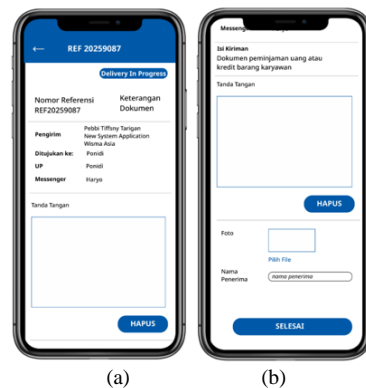 ← REF 20259087
Delivery In Progress
Nomor Referensi Keterangan
REF20259087 Dokumen
Pengirim Pebbi Tiffany Tarigan
New System Application
Wisma Asia
Ditujukan ke: Ponidi
UP Ponidi
Messenger Haryo
Tanda Tangan
HAPUS
(a)
Isi Kiriman
Dokumen peminjaman uang atau
kredit barang karyawan
Tanda Tangan
HAPUS
Foto
Pilih File
Nama
Penerima nama penerima
SELESAI
(b)